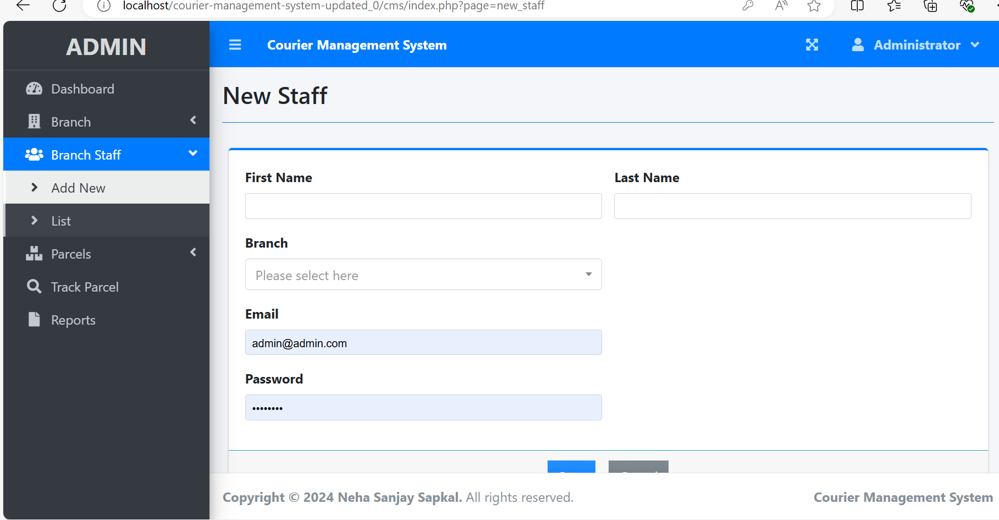 localhost/courier-management-system-updated_0/cms/index.php?page=new_staff
ADMIN
Courier Management System
Administrator
Dashboard
Branch
Branch Staff
Add New
List
Parcels
Track Parcel
Reports
New Staff
First Name
Last Name
Branch
Please select here
Email
admin@admin.com
Password
••••••••
Copyright © 2024 Neha Sanjay Sapkal. All rights reserved.
Courier Management System